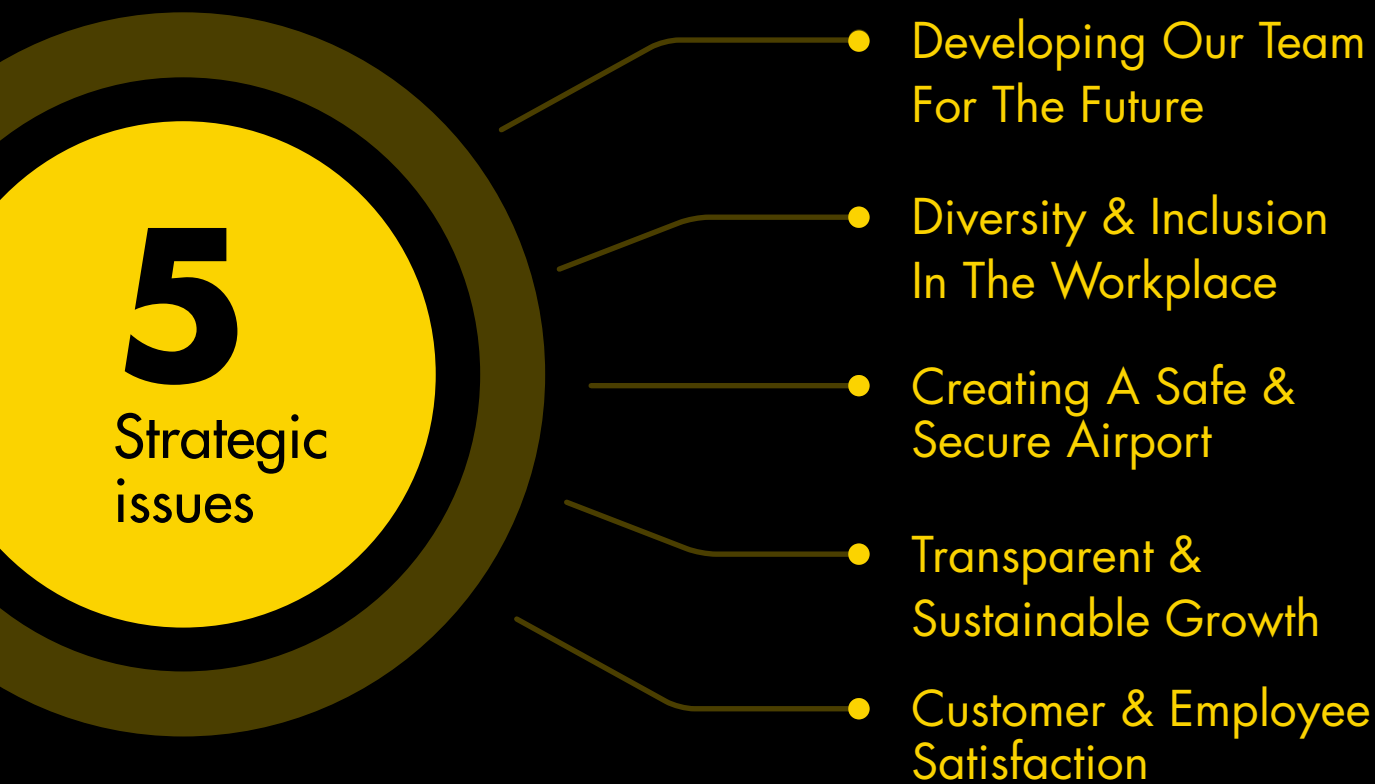 5
Strategic
issues
Developing Our Team
For The Future
Diversity & Inclusion
In The Workplace
Creating A Safe &
Secure Airport
Transparent &
Sustainable Growth
Customer & Employee
Satisfaction